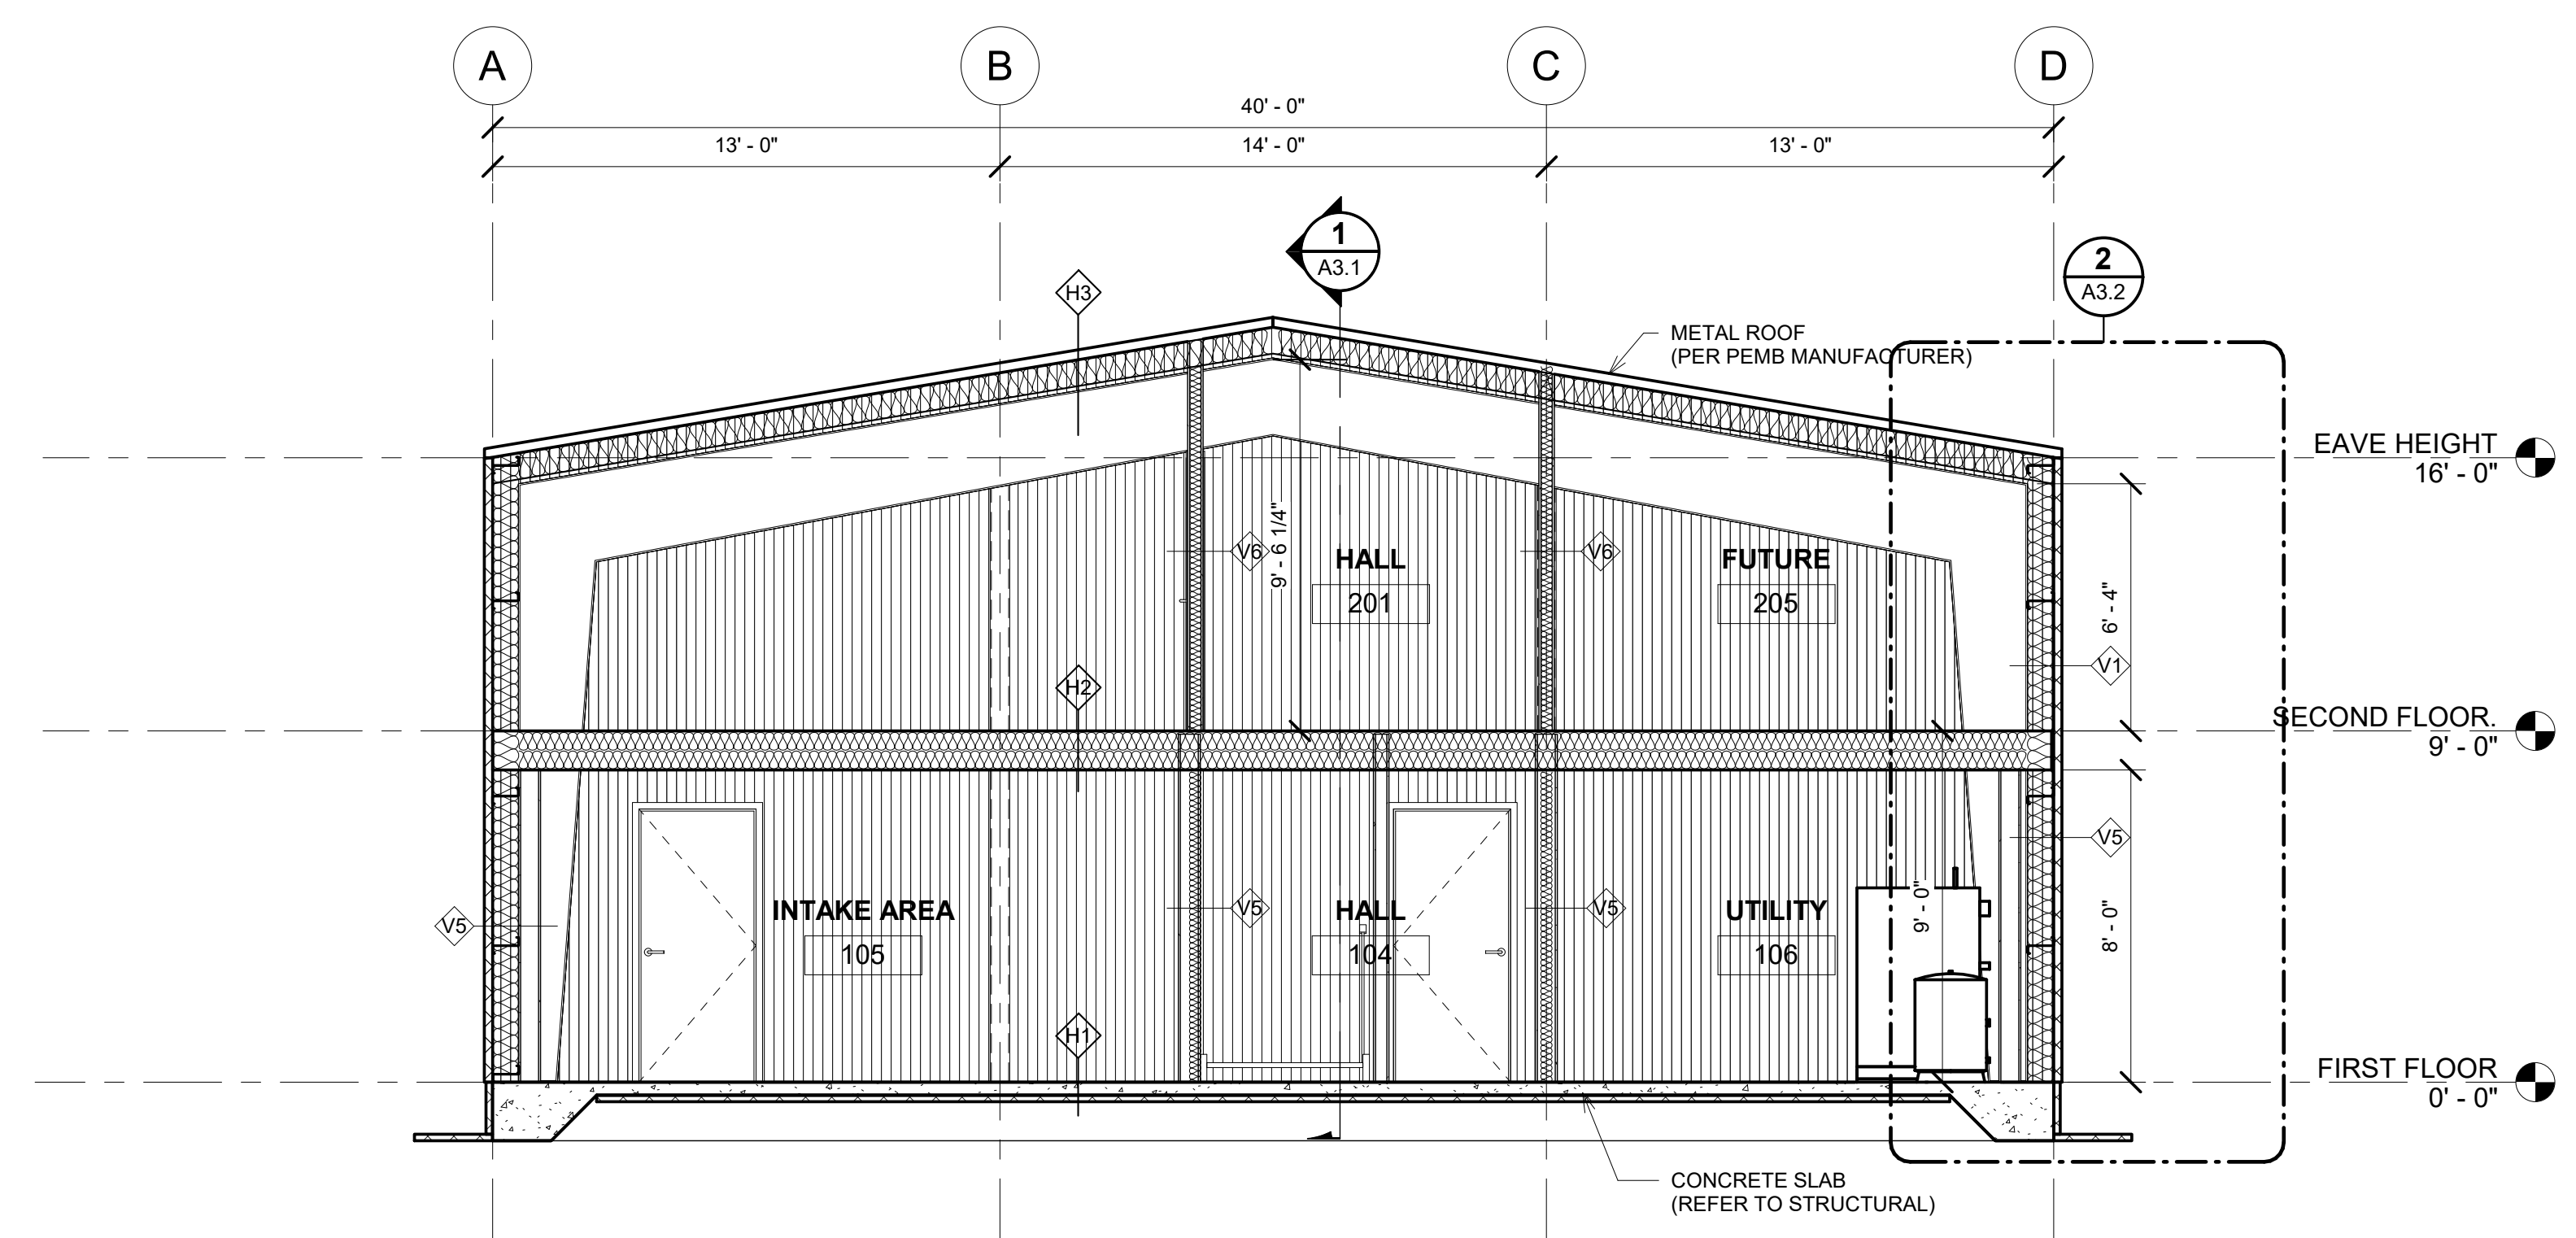 A
B
C
D
40' - 0"
13' - 0"
14' - 0"
13' - 0"
1
A3.1
2
A3.2
H3
METAL ROOF
(PER PEMB MANUFACTURER)
EAVE HEIGHT
16' - 0"
V6
9' - 6 1/4"
HALL
201
V6
FUTURE
205
6' - 4"
V1
H2
SECOND FLOOR.
9' - 0"
V5
V5
INTAKE AREA
105
V5
HALL
104
V5
UTILITY
106
9' - 0"
8' - 0"
H1
FIRST FLOOR
0' - 0"
CONCRETE SLAB
(REFER TO STRUCTURAL)